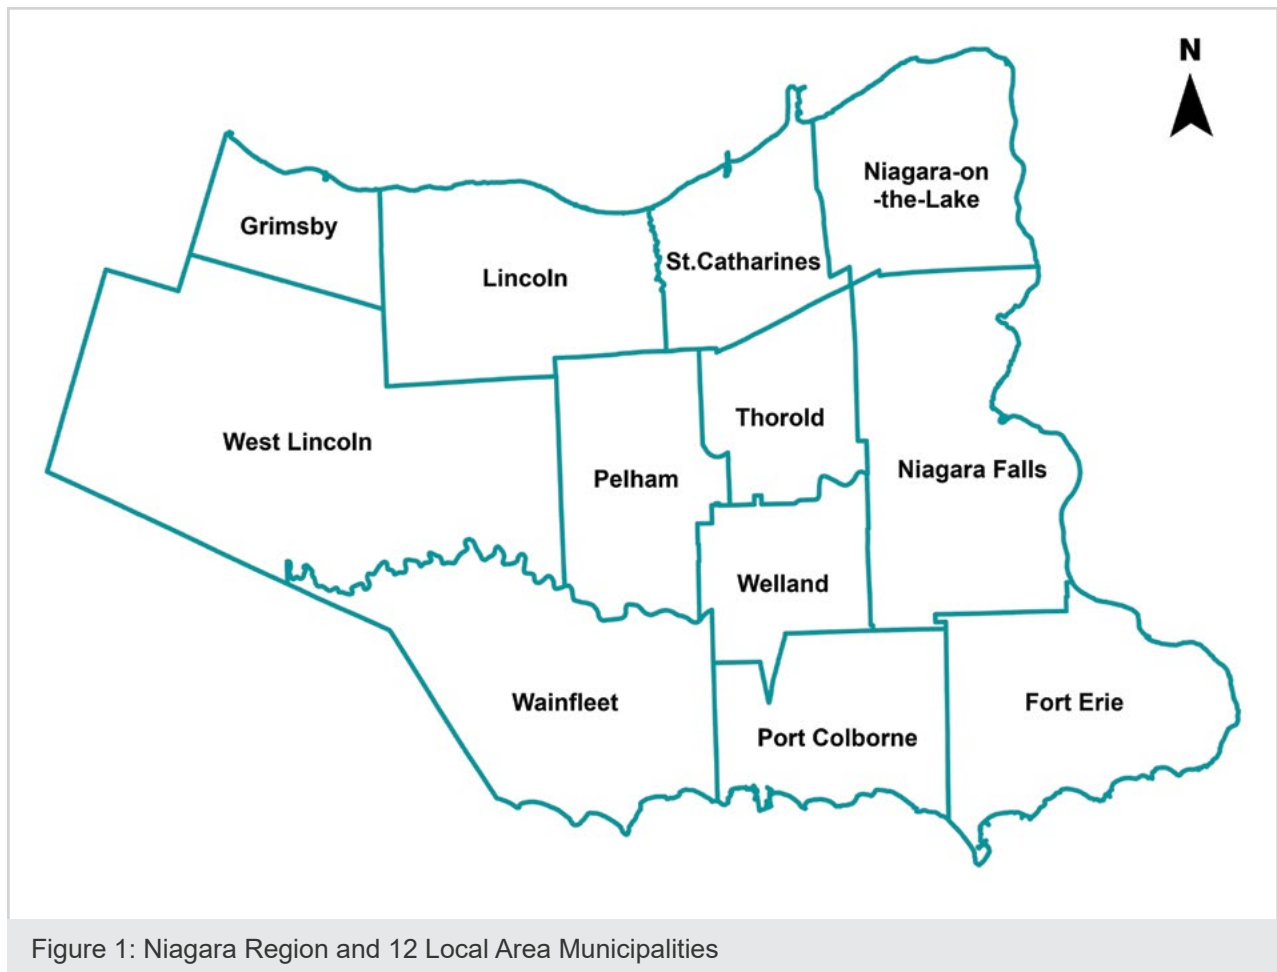 N
Niagara-on
-the-Lake
Grimsby
St.Catharines
Lincoln
Thorold
West Lincoln
Niagara Falls
Pelham
Welland
Wainfleet
Fort Erie
Port Colborne
Figure 1: Niagara Region and 12 Local Area Municipalities